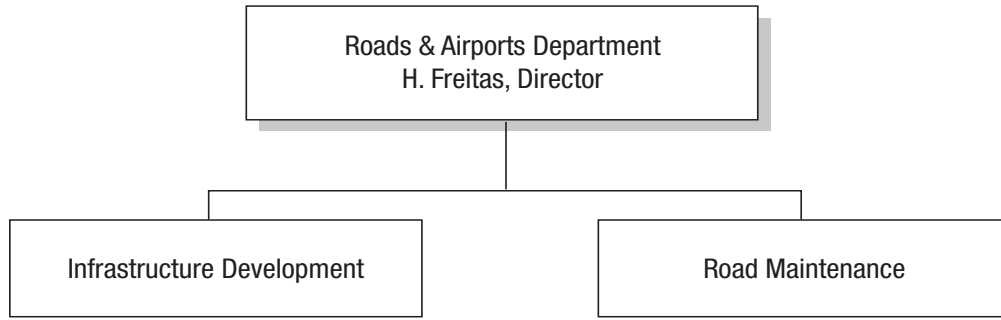 Roads & Airports Department
H. Freitas, Director
Infrastructure Development
Road Maintenance